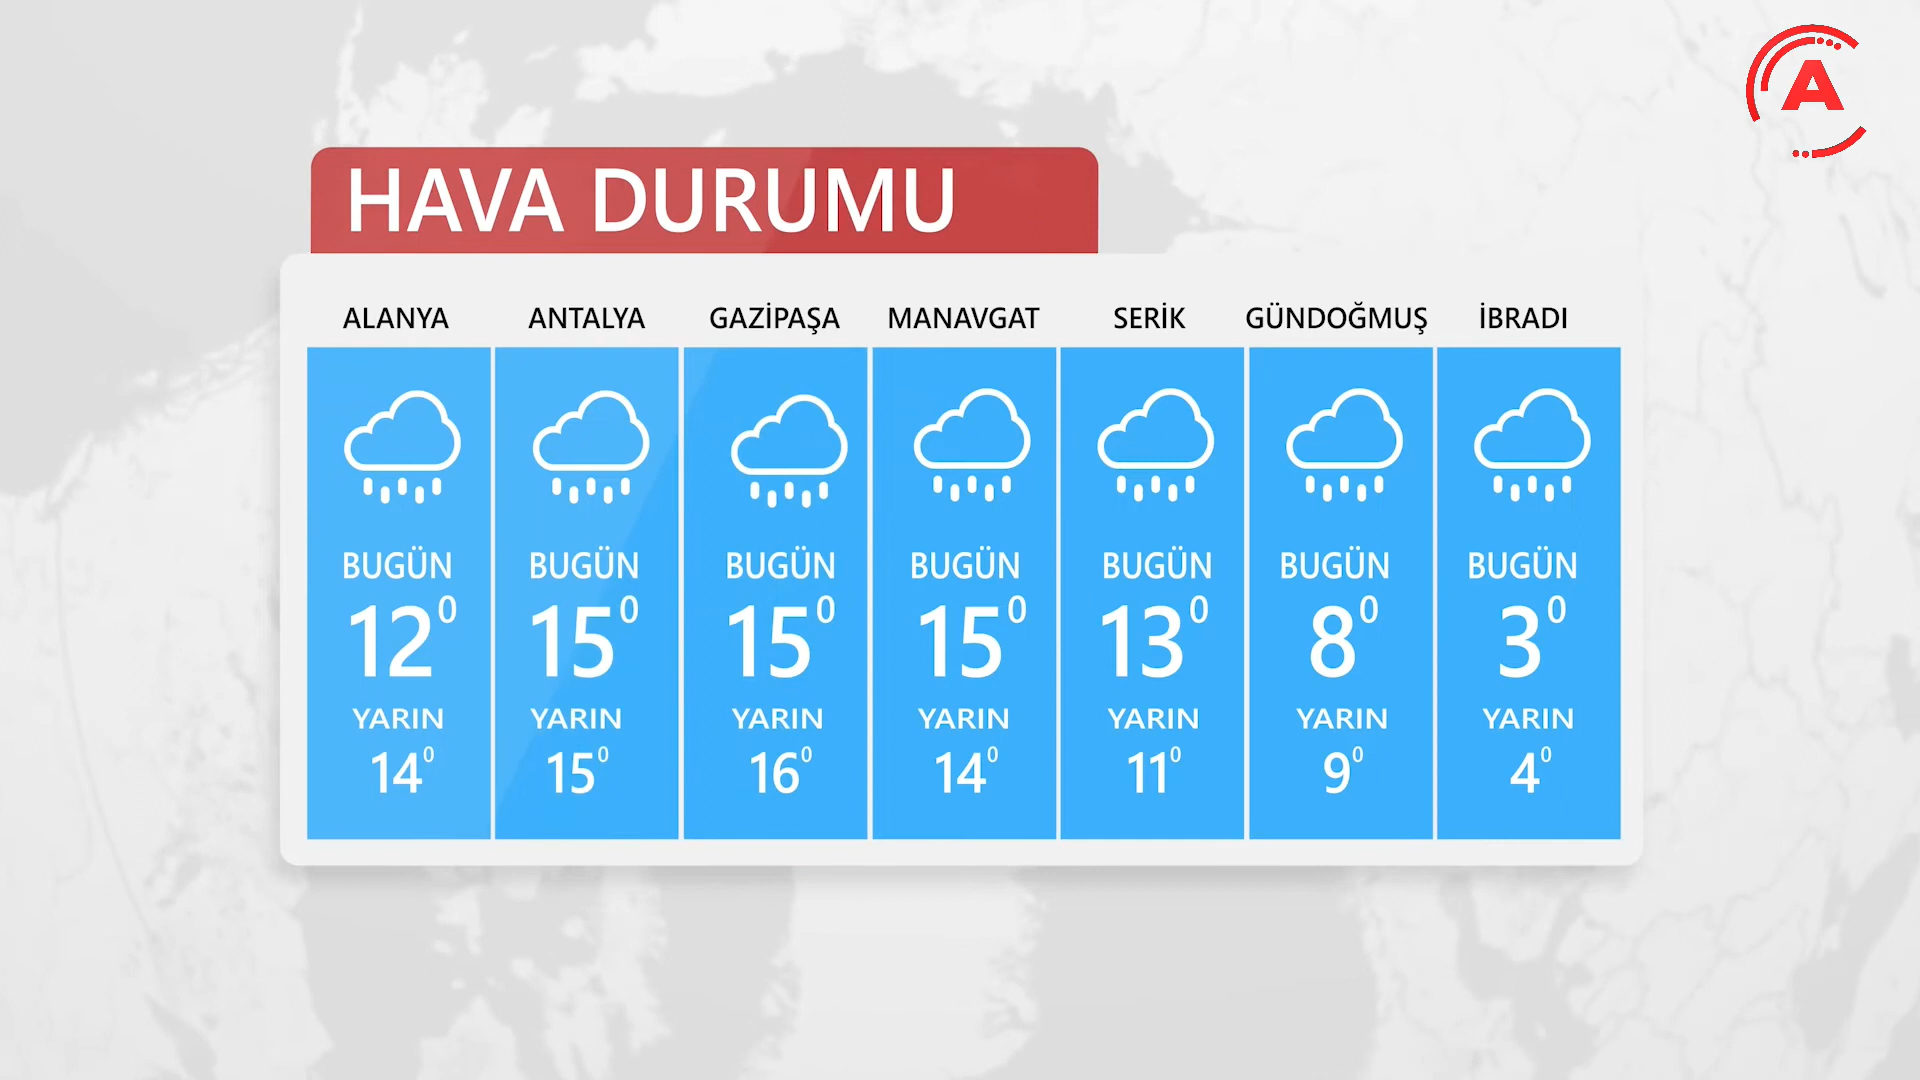 A
HAVA DURUMU
ALANYA ANTALYA GAZİPAŞA MANAVGAT SERİK GÜNDOĞMUŞ İBRADI
BUGÜN BUGÜN BUGÜN BUGÜN BUGÜN BUGÜN BUGÜN
12⁰ 15⁰ 15⁰ 15⁰ 13⁰ 8⁰ 3⁰
YARIN YARIN YARIN YARIN YARIN YARIN YARIN
14⁰ 15⁰ 16⁰ 14⁰ 11⁰ 9⁰ 4⁰